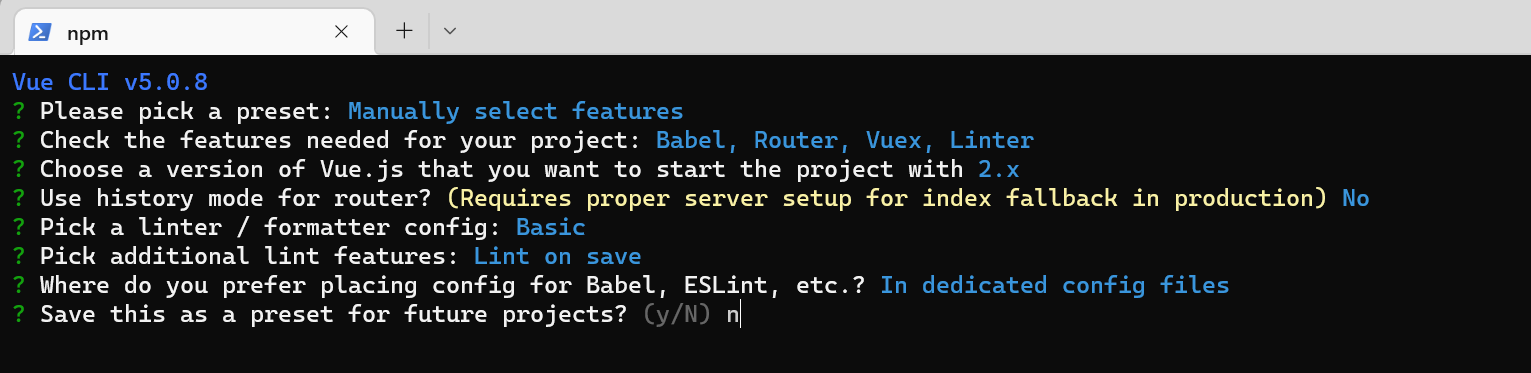 npm
Vue CLI v5.0.8
? Please pick a preset: Manually select features
? Check the features needed for your project: Babel, Router, Vuex, Linter
? Choose a version of Vue.js that you want to start the project with 2.x
? Use history mode for router? (Requires proper server setup for index fallback in production) No
? Pick a linter / formatter config: Basic
? Pick additional lint features: Lint on save
? Where do you prefer placing config for Babel, ESLint, etc.? In dedicated config files
? Save this as a preset for future projects? (y/N) n